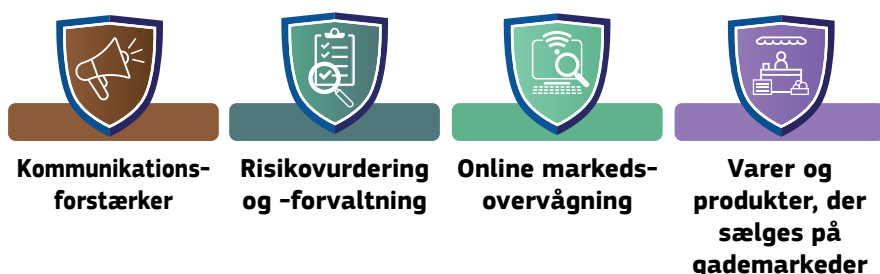 Kommunikations-
forstærker
Risikovurdering
og -forvaltning
Online markeds-
overvågning
Varer og
produkter, der
sælges på
gademarkeder